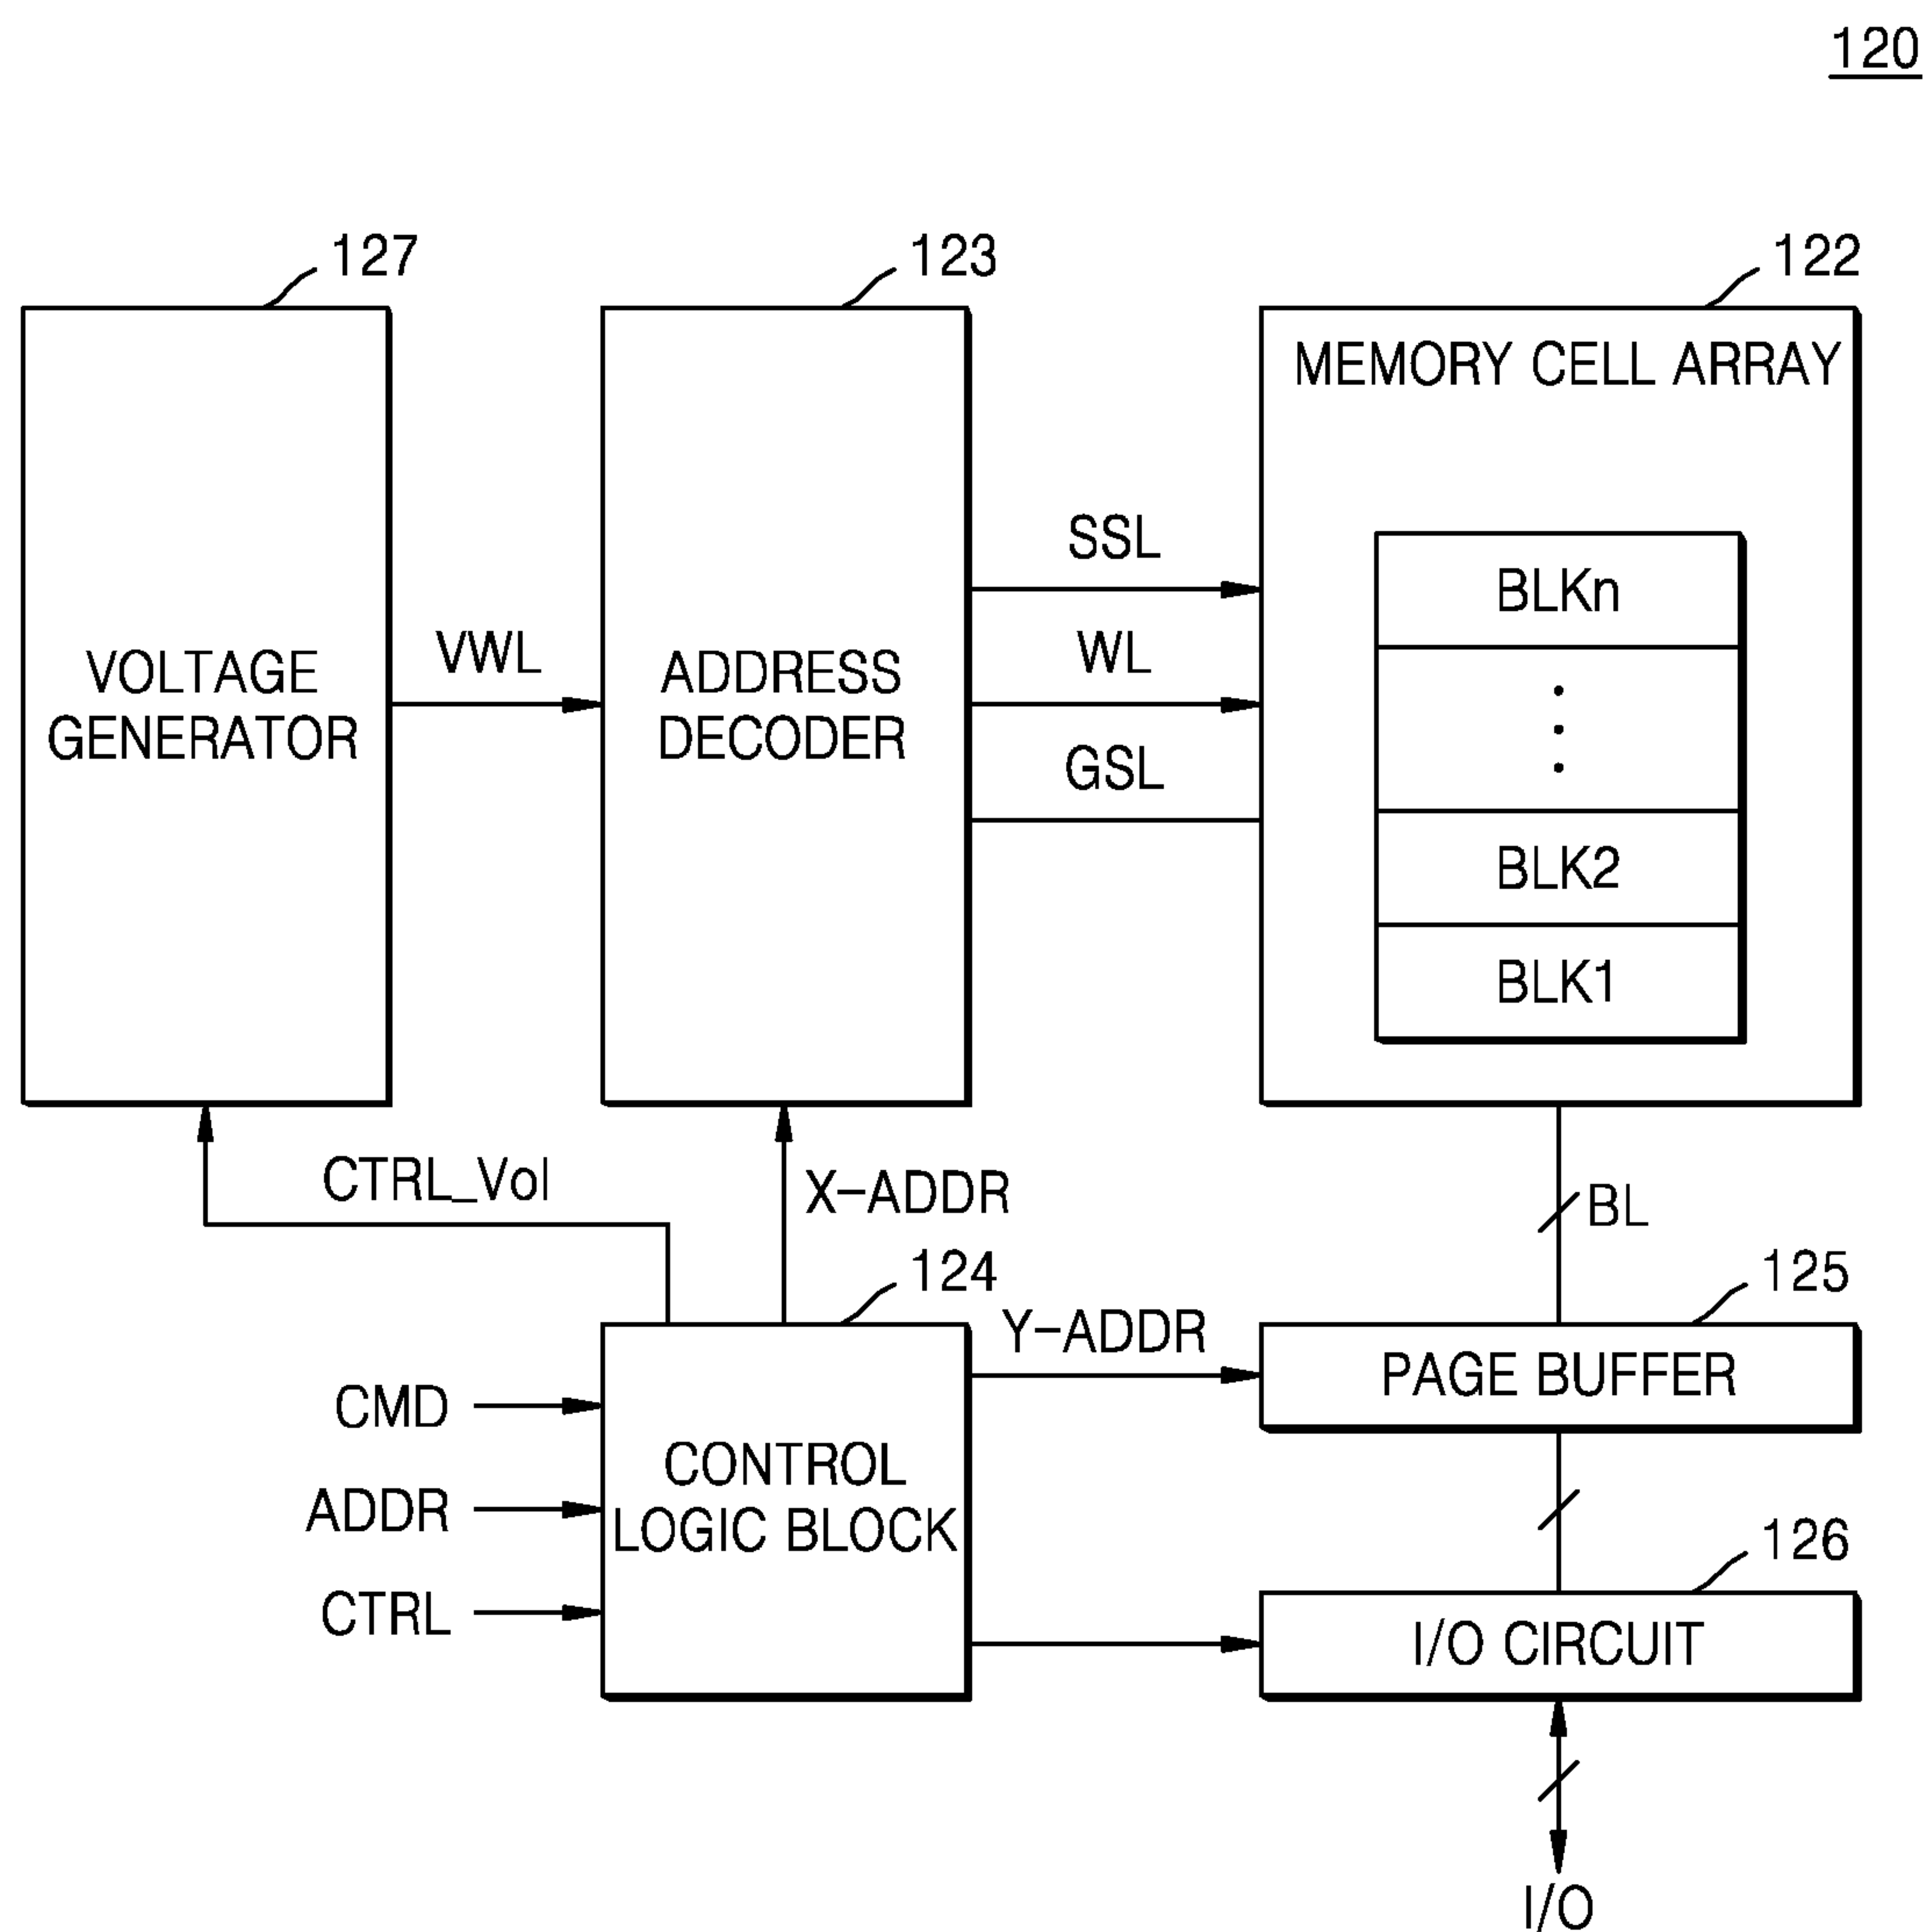 120
127
123
122
MEMORY CELL ARRAY
SSL
BLKn
VWL
WL
VOLTAGE
GENERATOR
ADDRESS
DECODER
GSL
BLK2
BLK1
CTRL_Vol
X-ADDR
BL
124
125
Y-ADDR
PAGE BUFFER
CMD
CONTROL
LOGIC BLOCK
ADDR
126
CTRL
I/O CIRCUIT
I/O